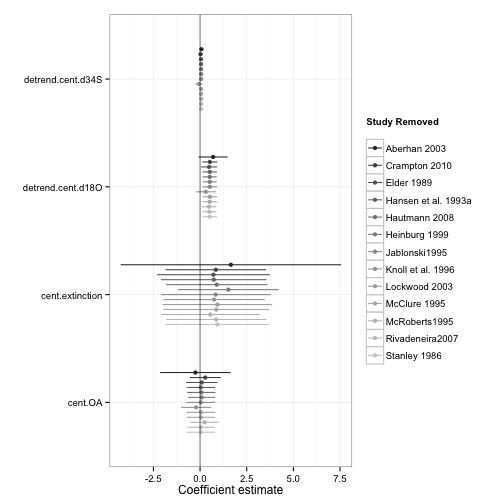 detrend.cent.d34S
detrend.cent.d18O
cent.extinction
cent.OA
-2.5 0.0 2.5 5.0 7.5
Coefficient estimate
Study Removed
Aberhan 2003
Crampton 2010
Elder 1989
Hansen et al. 1993a
Hautmann 2008
Heinburg 1999
Jablonski1995
Knoll et al. 1996
Lockwood 2003
McClure 1995
McRoberts1995
Rivadeneira2007
Stanley 1986